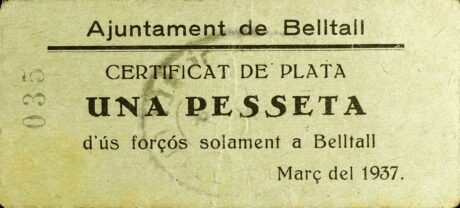 Ajuntament de Belltall
CERTIFICAT DE PLATA
UNA PESSETA
d'ús forçós solament a Belltall
Març del 1937.
035